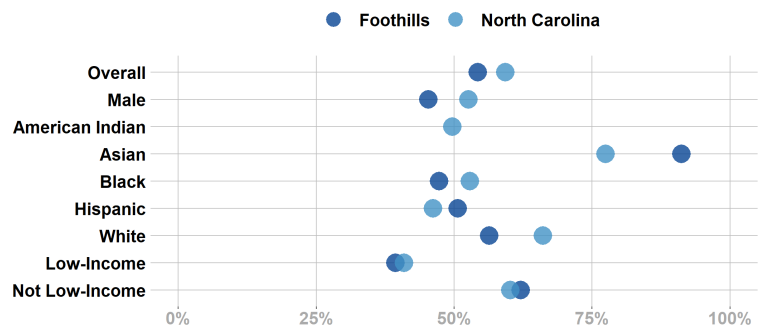 Foothills North Carolina
Overall
Male
American Indian
Asian
Black
Hispanic
White
Low-Income
Not Low-Income
0% 25% 50% 75% 100%